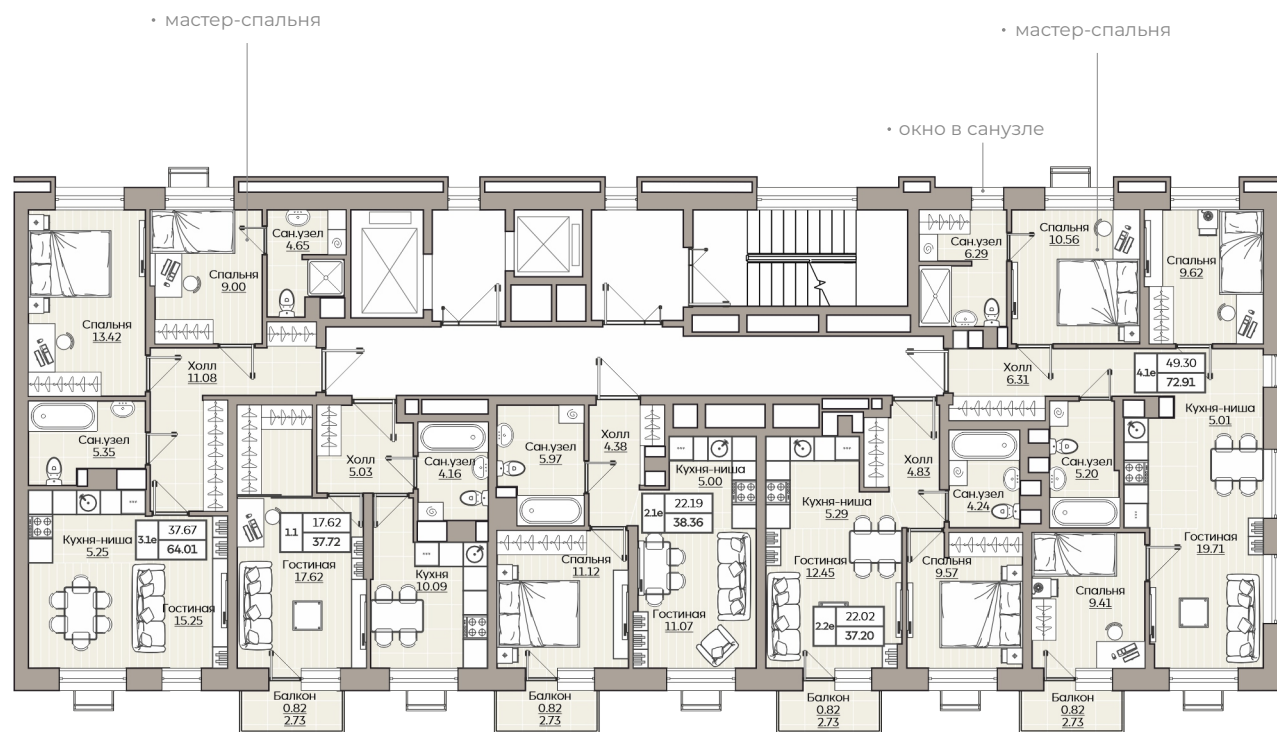 • мастер-спальня
• мастер-спальня
• окно в санузле
Спальня
13.42
Спальня
9.00
Сан.узел
4.65
Холл
11.08
Сан.узел
5.35
Кухня-ниша
5.25
3.1е
37.67
64.01
Гостиная
15.25
Холл
5.03
1.1
17.62
37.72
Гостиная
17.62
Сан.узел
4.16
Кухня
10.09
Балкон
0.82
2.73
Сан.узел
5.97
Холл
4.38
Кухня-ниша
5.00
2.1е
22.19
38.36
Спальня
11.12
Гостиная
11.07
Балкон
0.82
2.73
Кухня-ниша
5.29
Холл
4.83
Гостиная
12.45
2.2е
22.02
37.20
Сан.узел
4.24
Спальня
9.57
Балкон
0.82
2.73
Сан.узел
6.29
Спальня
10.56
Спальня
9.62
Холл
6.31
4.1е
49.30
72.91
Кухня-ниша
5.01
Сан.узел
5.20
Гостиная
19.71
Спальня
9.41
Балкон
0.82
2.73